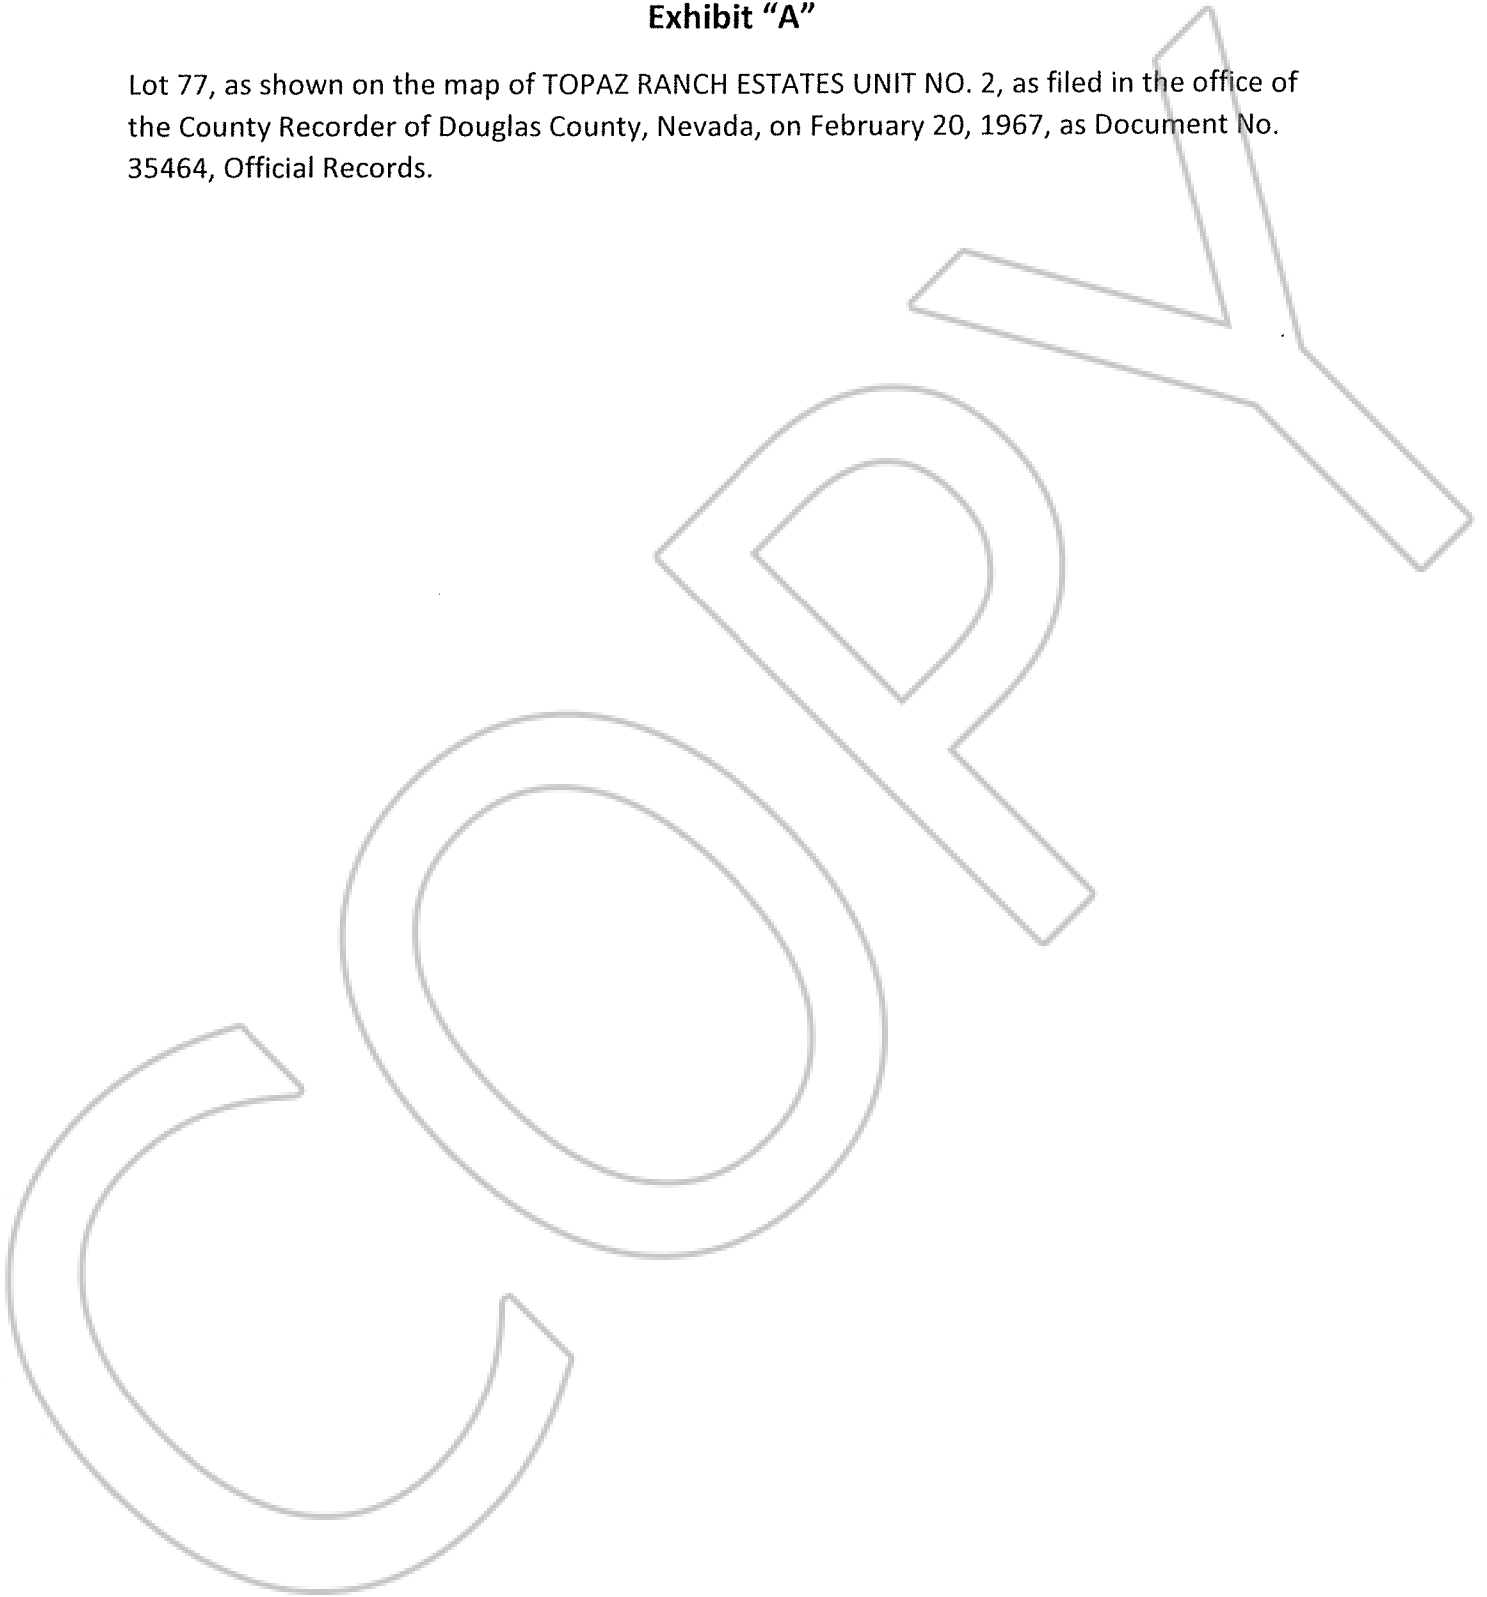 Exhibit “A”
Lot 77, as shown on the map of TOPAZ RANCH ESTATES UNIT NO. 2, as filed in the office of
the County Recorder of Douglas County, Nevada, on February 20, 1967, as Document No.
35464, Official Records.
COPY